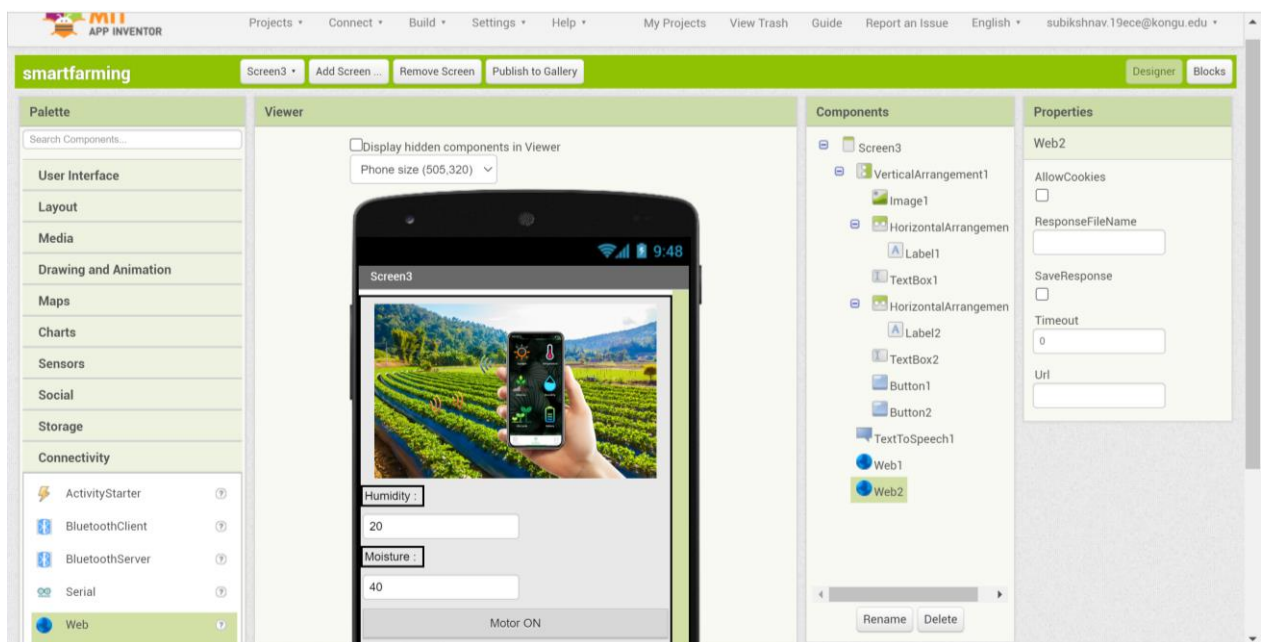 MIT
APP INVENTOR
Projects Connect Build Settings Help My Projects View Trash Guide Report an Issue English subikshnav.19ece@kongu.edu
smartfarming Screen3 Add Screen ... Remove Screen Publish to Gallery Designer Blocks
Palette
Search Components...
User Interface
Layout
Media
Drawing and Animation
Maps
Charts
Sensors
Social
Storage
Connectivity
ActivityStarter ?
BluetoothClient ?
BluetoothServer ?
Serial ?
Web ?
Viewer
Display hidden components in Viewer
Phone size (505,320)
9:48
Screen3
Humidity :
20
Moisture :
40
Motor ON
Components
Screen3
VerticalArrangement1
Image1
HorizontalArrangemen
Label1
TextBox1
HorizontalArrangemen
Label2
TextBox2
Button1
Button2
TextToSpeech1
Web1
Web2
Rename Delete
Properties
Web2
AllowCookies
ResponseFileName
SaveResponse
Timeout
0
Url